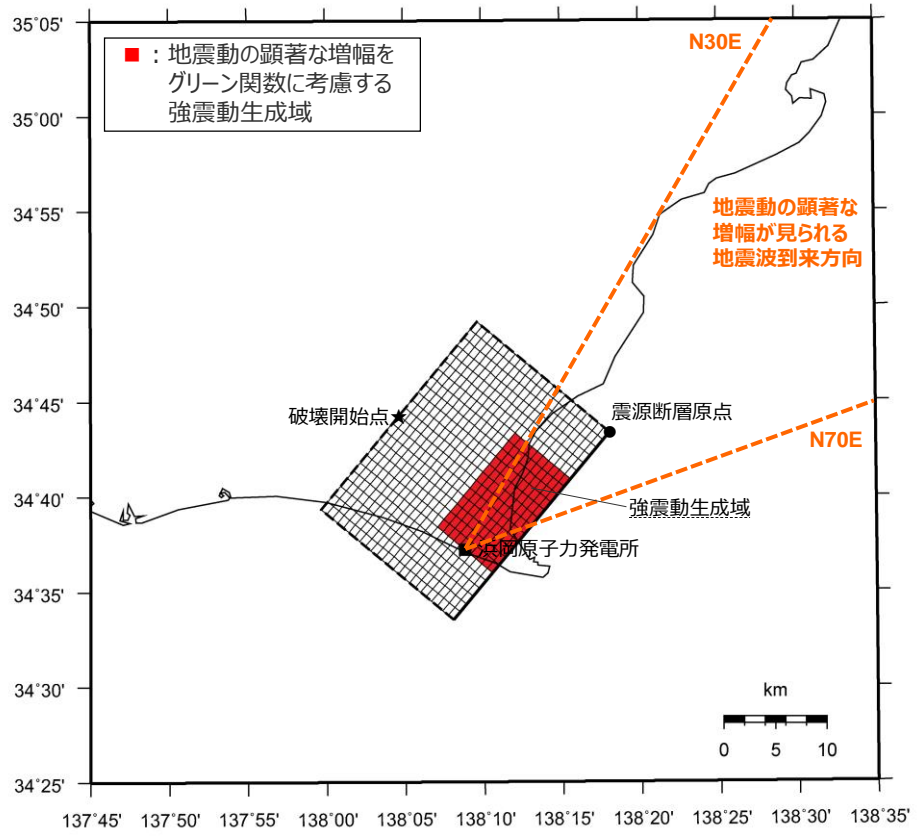 35°05'
35°00'
34°55'
34°50'
34°45'
34°40'
34°35'
34°30'
34°25'
■：地震動の顕著な増幅を
グリーン関数に考慮する
強震動生成域
N30E
地震動の顕著な
増幅が見られる
地震波到来方向
破壊開始点
震源断層原点
N70E
強震動生成域
浜岡原子力発電所
km
0 5 10
137°45' 137°50' 137°55' 138°00' 138°05' 138°10' 138°15' 138°20' 138°25' 138°30' 138°35'